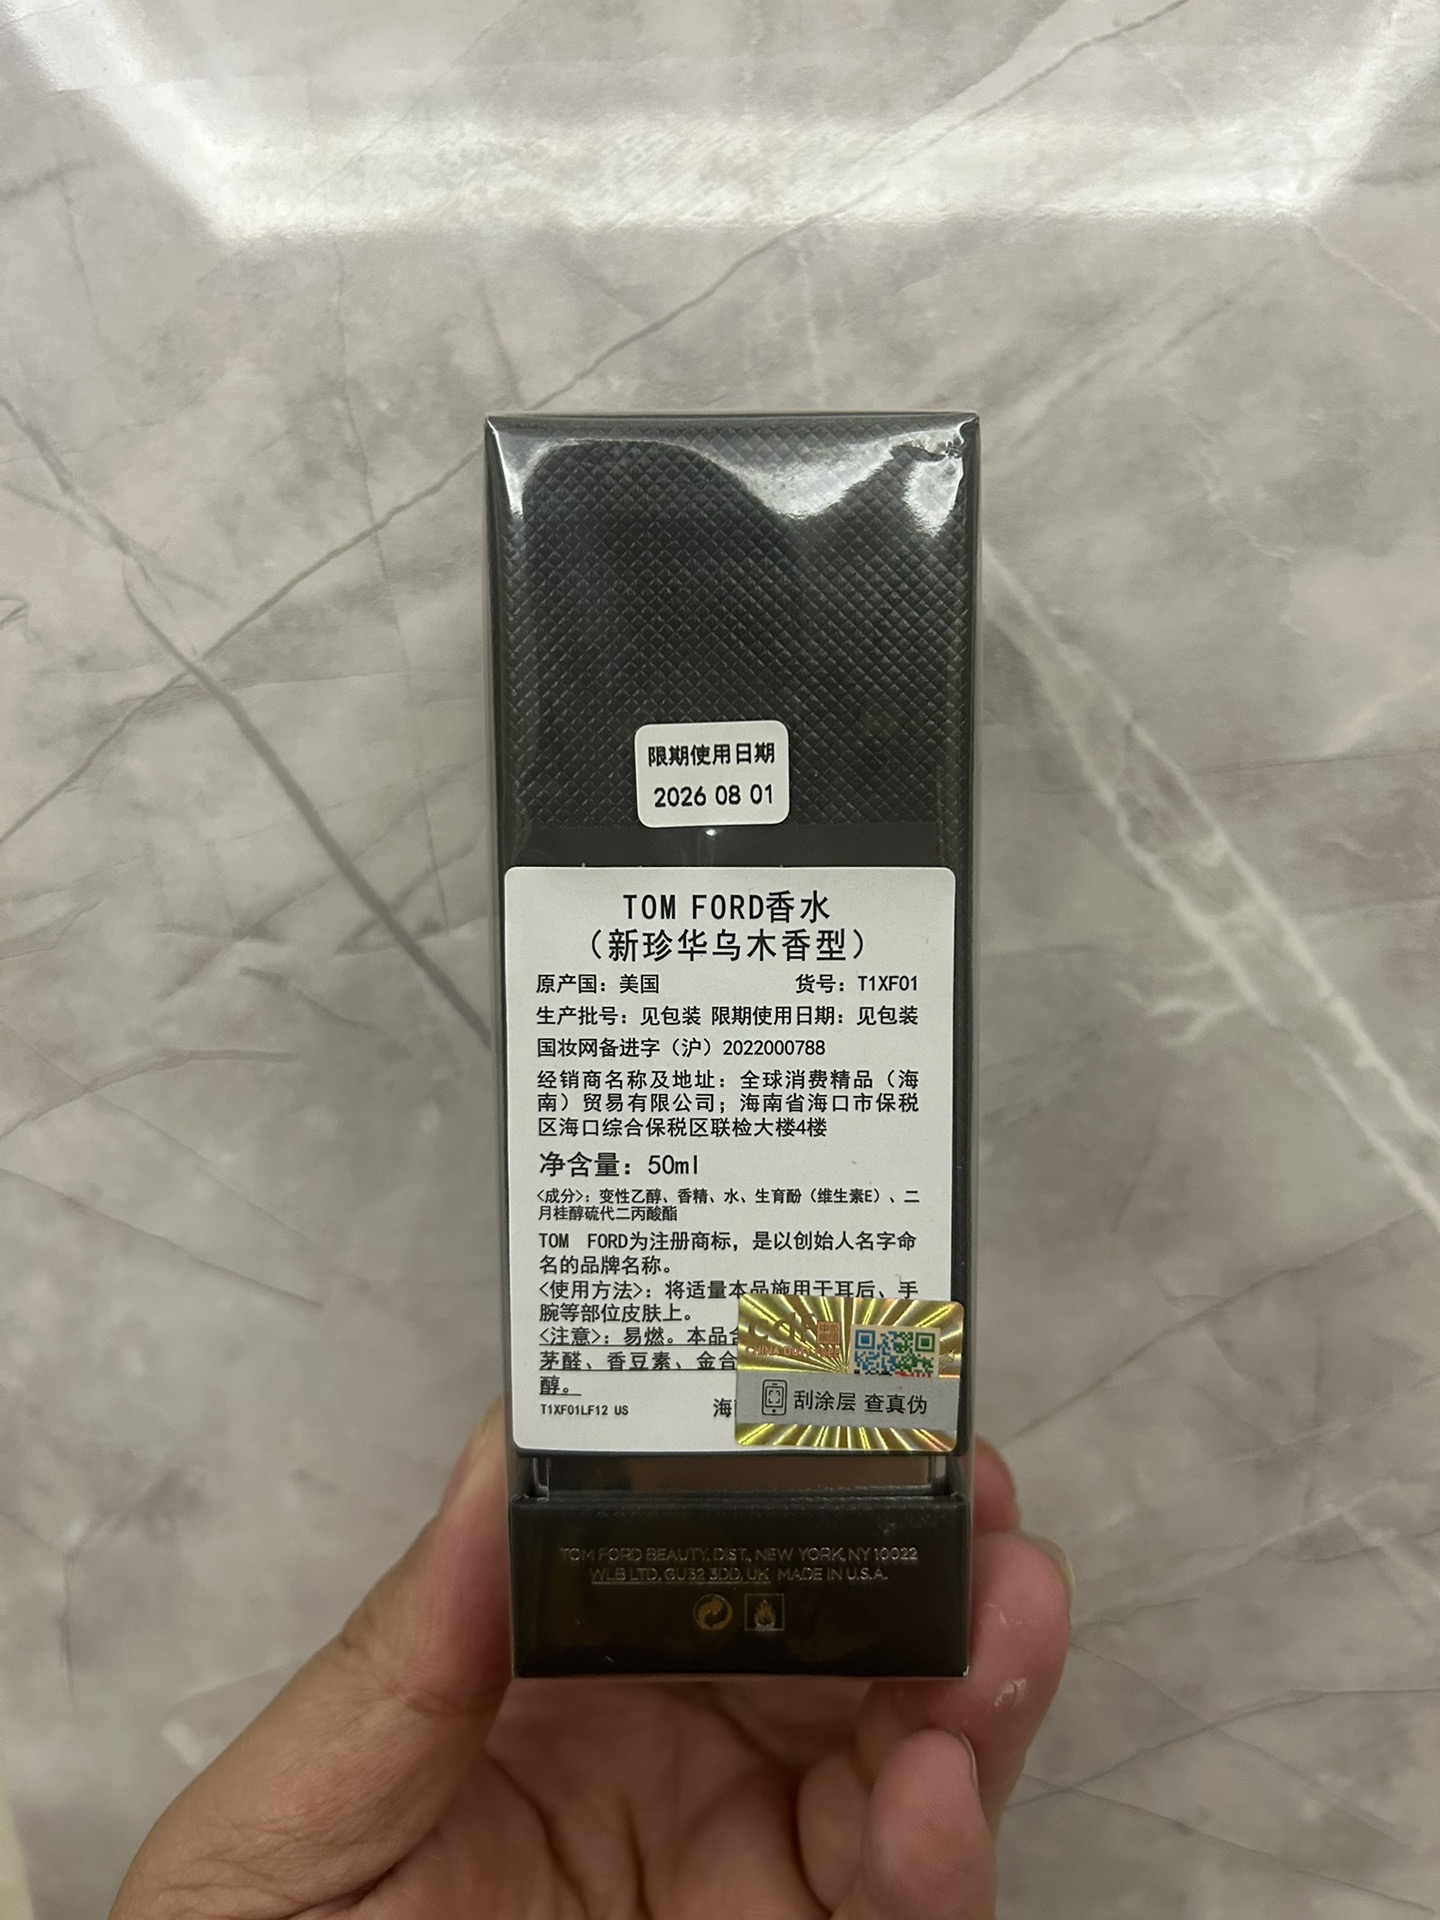 限期使用日期
2026 08 01
TOM FORD香水
（新珍华乌木香型）
原产国：美国 货号：T1XF01
生产批号：见包装 限期使用日期：见包装
国妆网备进字（沪）2022000788
经销商名称及地址：全球消费精品（海
南）贸易有限公司；海南省海口市保税
区海口综合保税区联检大楼4楼
净含量：50ml
<成分>：变性乙醇、香精、水、生育酚（维生素E）、二
月桂醇硫代二丙酸酯
TOM FORD为注册商标，是以创始人名字命
名的品牌名称。
<使用方法>：将适量本品施用于耳后、手
腕等部位皮肤上。
<注意>：易燃。本品含
茅醛、香豆素、金合
醇。
T1XF01LF12 US 海
cdf
CHINA DUTY FREE
刮涂层 查真伪
TOM FORD BEAUTY, DIST., NEW YORK, NY 10022
WLB LTD, GU32 3DD, UK, MADE IN U.S.A.